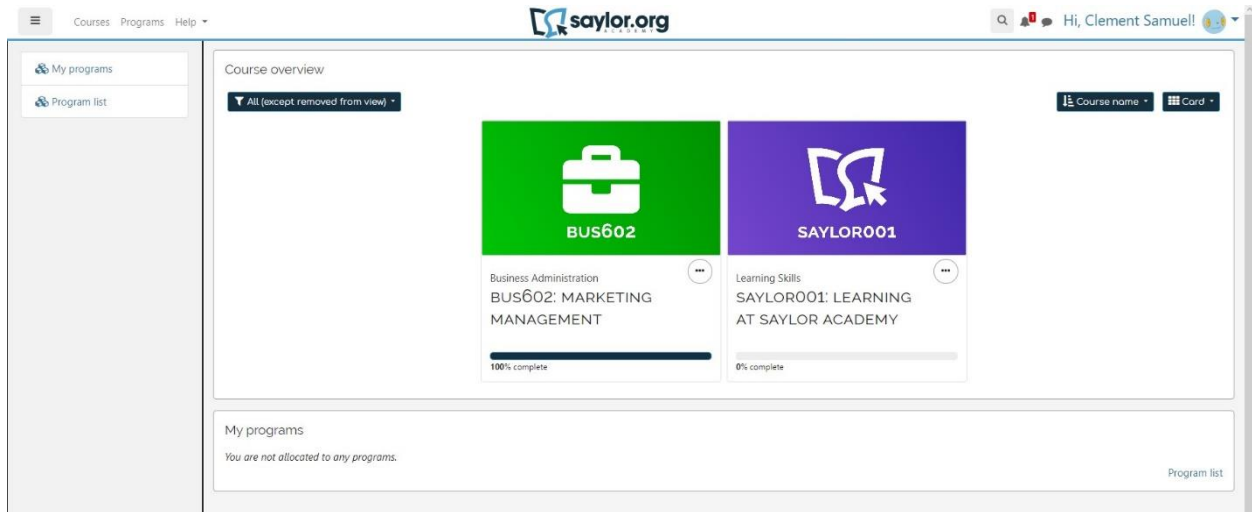 Courses Programs Help
saylor.org
ACADEMY
1
Hi, Clement Samuel!
My programs
Program list
Course overview
All (except removed from view)
Course name
Card
BUS602
SAYLOR001
Business Administration
BUS602: MARKETING
MANAGEMENT
100% complete
Learning Skills
SAYLOR001: LEARNING
AT SAYLOR ACADEMY
0% complete
My programs
You are not allocated to any programs.
Program list